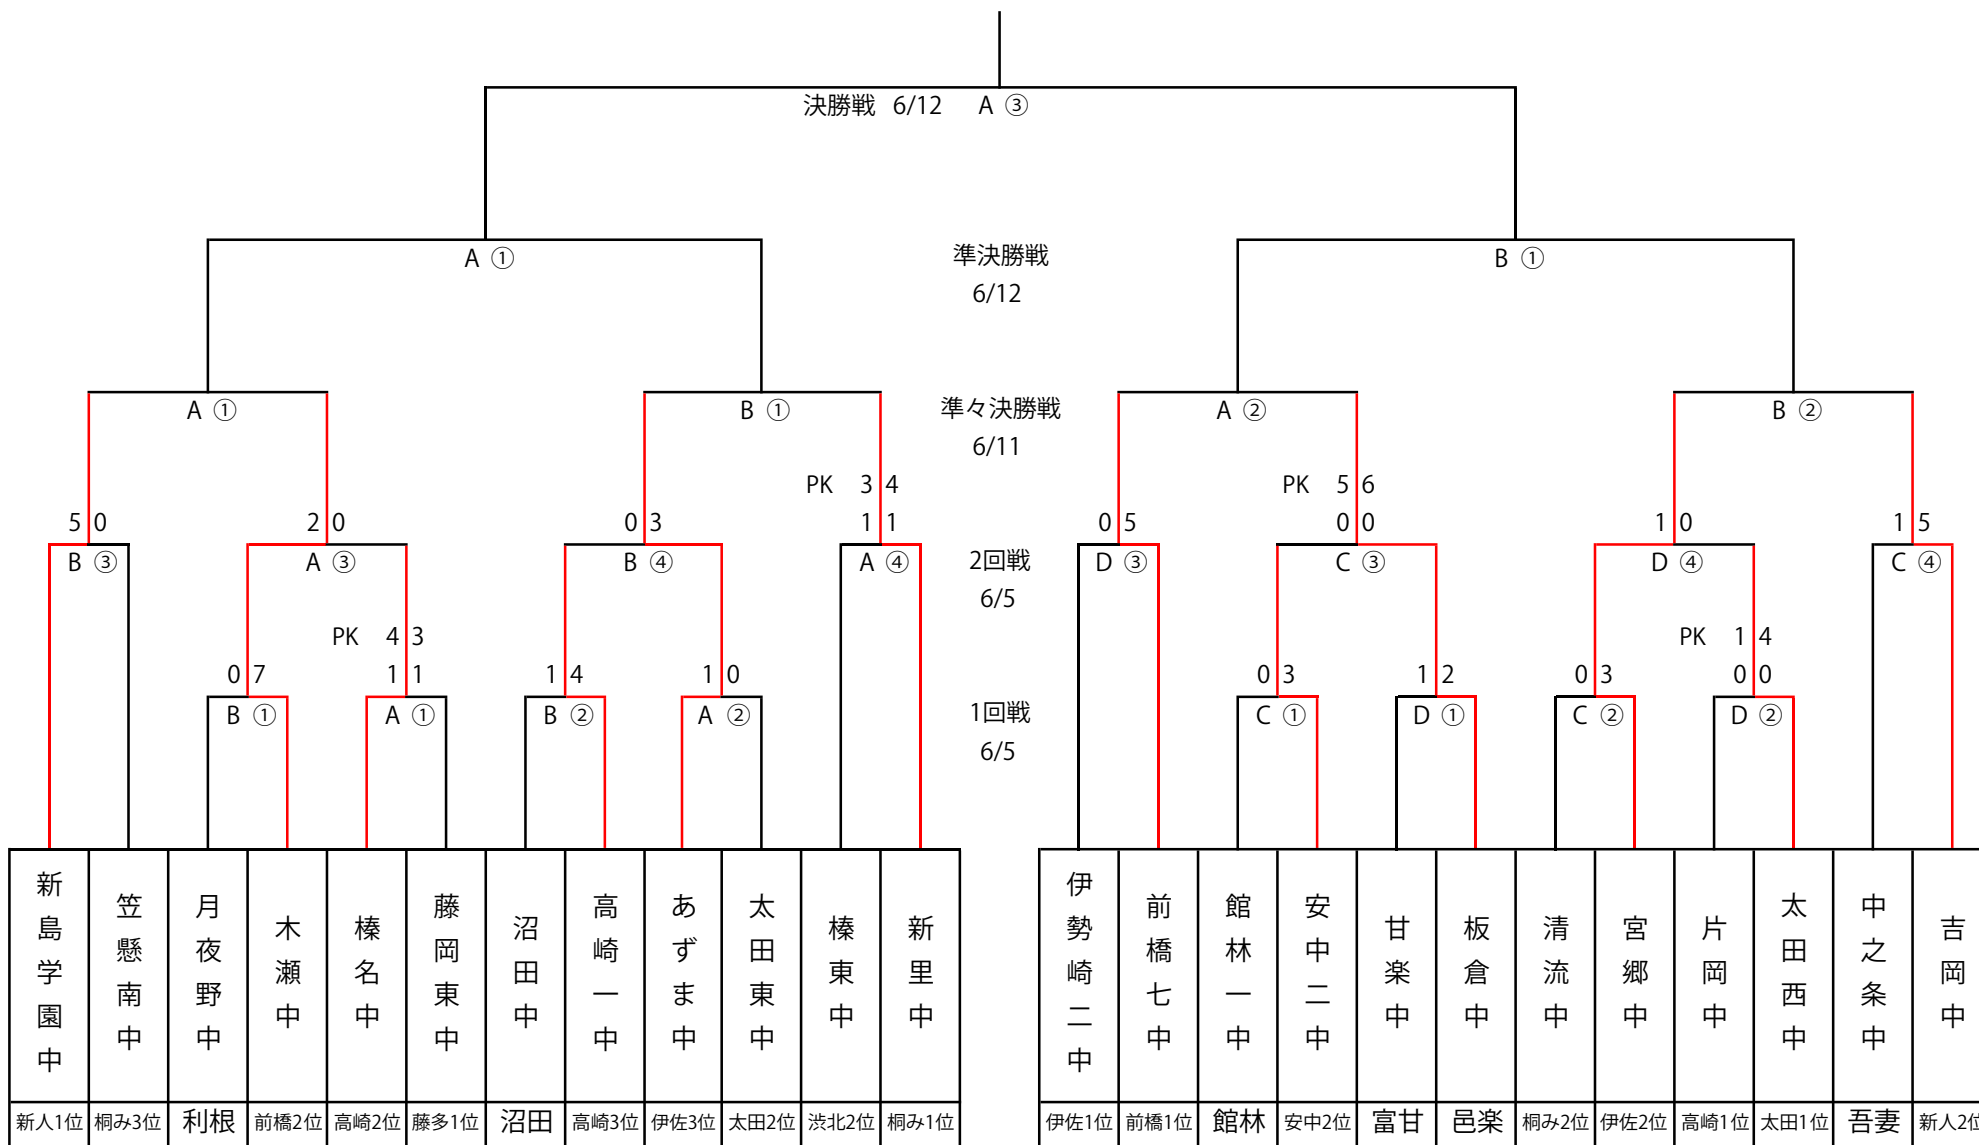 決勝戦 6/12 A ③
A ① 準決勝戦 B ①
6/12
A ① B ① 準々決勝戦 A ② B ②
6/11
PK 3 4 PK 5 6
5 0 2 0 0 3 1 1 0 5 0 0 1 0 1 5
B ③ A ③ B ④ A ④ 2回戦 D ③ C ③ D ④ C ④
6/5
PK 4 3 PK 1 4
0 7 1 1 1 4 1 0 0 3 1 2 0 3 0 0
B ① A ① B ② A ② 1回戦 C ① D ① C ② D ②
6/5
新島学園中
笠懸南中
月夜野中
木瀬中
榛名中
藤岡東中
沼田中
高崎一中
あずま中
太田東中
榛東中
新里中
伊勢崎二中
前橋七中
館林一中
安中二中
甘楽中
板倉中
清流中
宮郷中
片岡中
太田西中
中之条中
吉岡中
新人1位 桐み3位 利根 前橋2位 高崎2位 藤多1位 沼田 高崎3位 伊佐3位 太田2位 渋北2位 桐み1位 伊佐1位 前橋1位 館林 安中2位 富甘 邑楽 桐み2位 伊佐2位 高崎1位 太田1位 吾妻 新人2位